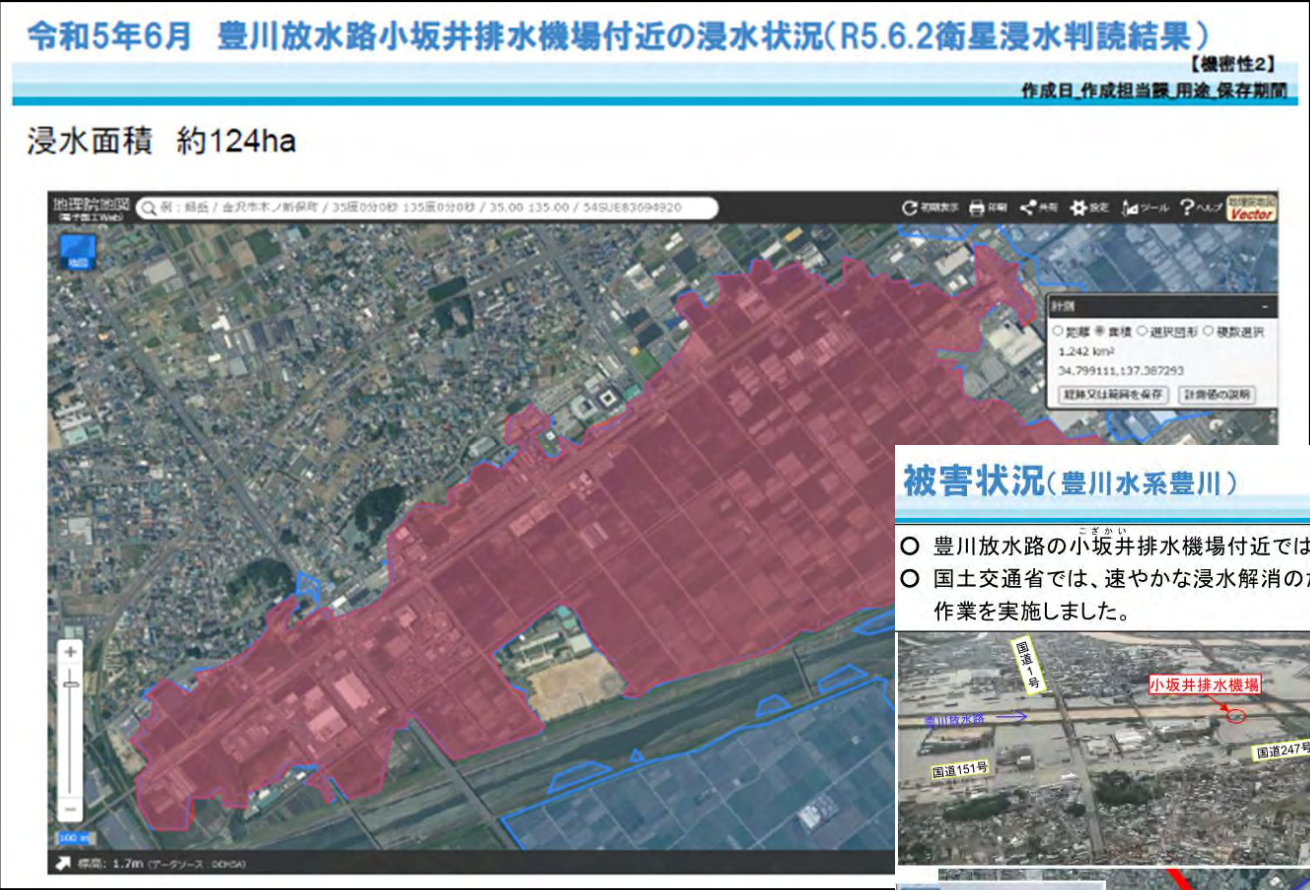 令和5年6月 豊川放水路小坂井排水機場付近の浸水状況(R5.6.2衛星浸水判読結果)
【機密性2】
作成日_作成担当課_用途_保存期間
浸水面積 約124ha
地理院地図
(電子国土Web)
例：剱岳 / 金沢市木ノ新保町 / 35度0分0秒 135度0分0秒 / 35.00 135.00 / 54SUE83694920
初期表示 印刷 共有 設定 ツール ヘルプ
地理院地図
Vector
地図
計測
距離 面積 選択図形 複数選択
1.242 km²
34.799111,137.387293
経路又は範囲を保存 計測値の説明
被害状況(豊川水系豊川)
こざかい
豊川放水路の小坂井排水機場付近では
国土交通省では、速やかな浸水解消の
作業を実施しました。
国道1号
小坂井排水機場
豊川放水路
国道247号
国道151号
標高: 1.7m (データソース：DEM5A)